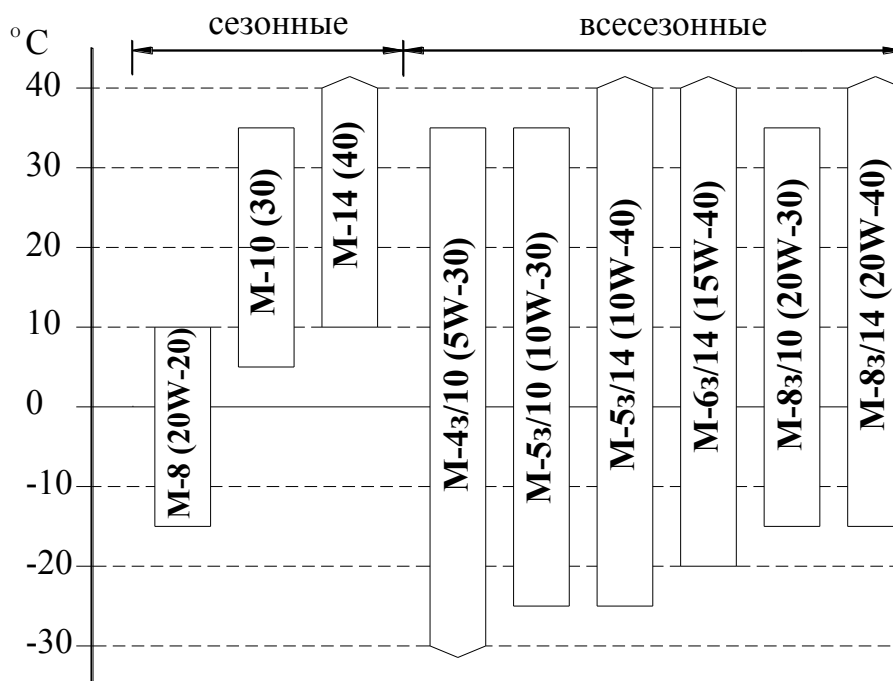 сезонные
всесезонные
°C
40
30
20
10
0
-10
-20
-30
М-8 (20W-20)
М-10 (30)
М-14 (40)
М-4з/10 (5W-30)
М-5з/10 (10W-30)
М-5з/14 (10W-40)
М-6з/14 (15W-40)
М-8з/10 (20W-30)
М-8з/14 (20W-40)